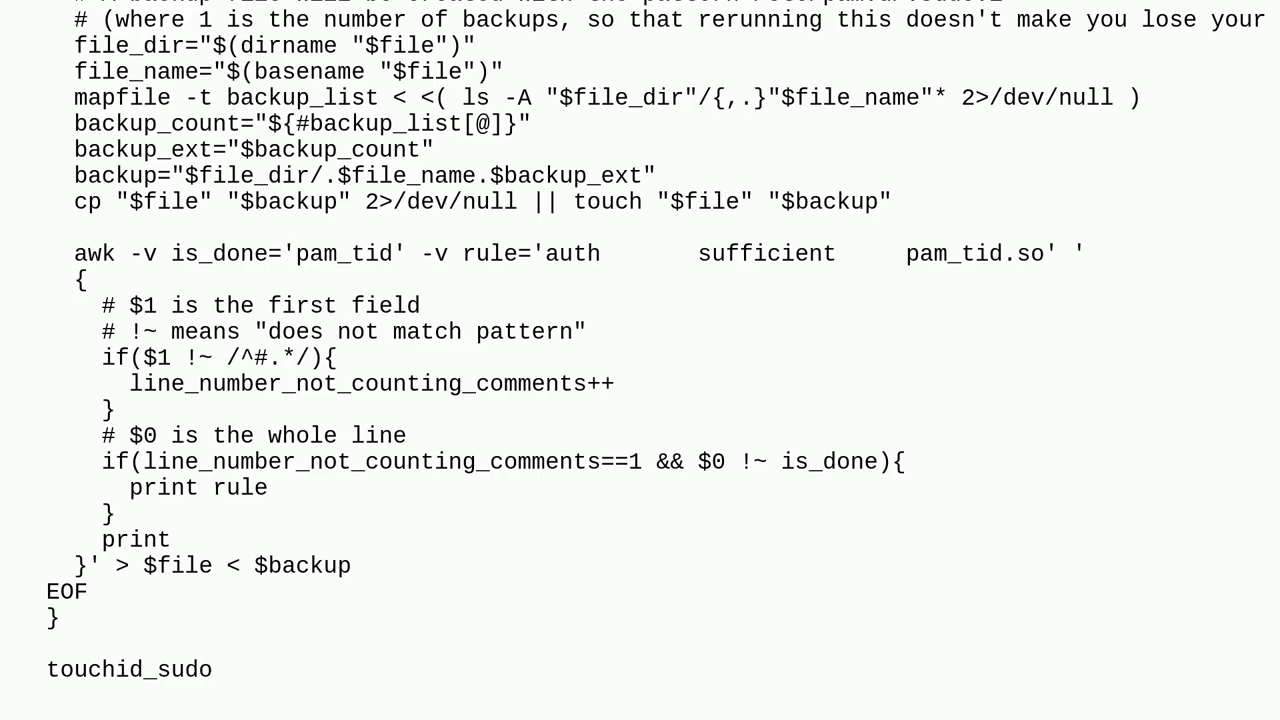 # (where 1 is the number of backups, so that rerunning this doesn't make you lose your
file_dir="$(dirname "$file")"
file_name="$(basename "$file")"
mapfile -t backup_list < <( ls -A "$file_dir"/{,.}"$file_name"* 2>/dev/null )
backup_count="${#backup_list[@]}"
backup_ext="$backup_count"
backup="$file_dir/.$file_name.$backup_ext"
cp "$file" "$backup" 2>/dev/null || touch "$file" "$backup"
awk -v is_done='pam_tid' -v rule='auth       sufficient     pam_tid.so' '
{
# $1 is the first field
# !~ means "does not match pattern"
if($1 !~ /^#.*/){
line_number_not_counting_comments++
}
# $0 is the whole line
if(line_number_not_counting_comments==1 && $0 !~ is_done){
print rule
}
print
}' > $file < $backup
EOF
}
touchid_sudo